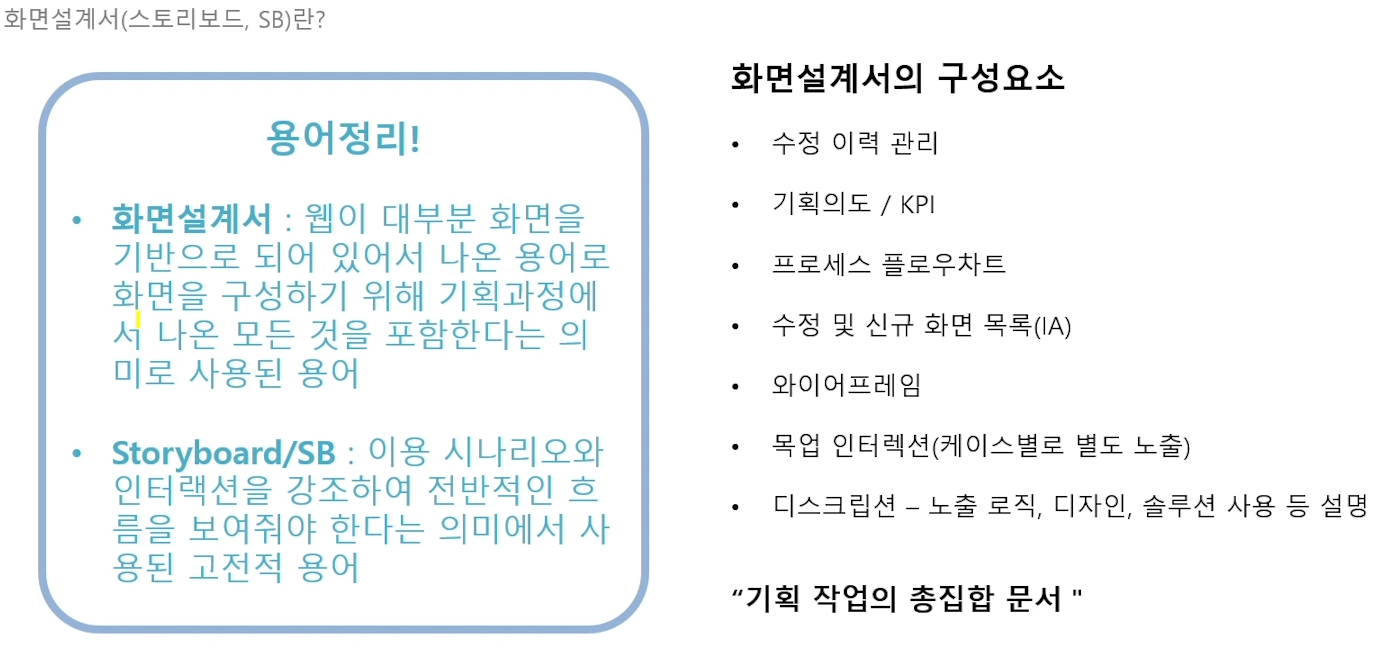 화면설계서(스토리보드, SB)란?
용어정리!
• 화면설계서 : 웹이 대부분 화면을
기반으로 되어 있어서 나온 용어로
화면을 구성하기 위해 기획과정에
서 나온 모든 것을 포함한다는 의
미로 사용된 용어
• Storyboard/SB : 이용 시나리오와
인터랙션을 강조하여 전반적인 흐
름을 보여줘야 한다는 의미에서 사
용된 고전적 용어
화면설계서의 구성요소
• 수정 이력 관리
• 기획의도 / KPI
• 프로세스 플로우차트
• 수정 및 신규 화면 목록(IA)
• 와이어프레임
• 목업 인터렉션(케이스별로 별도 노출)
• 디스크립션 – 노출 로직, 디자인, 솔루션 사용 등 설명
“기획 작업의 총집합 문서 "